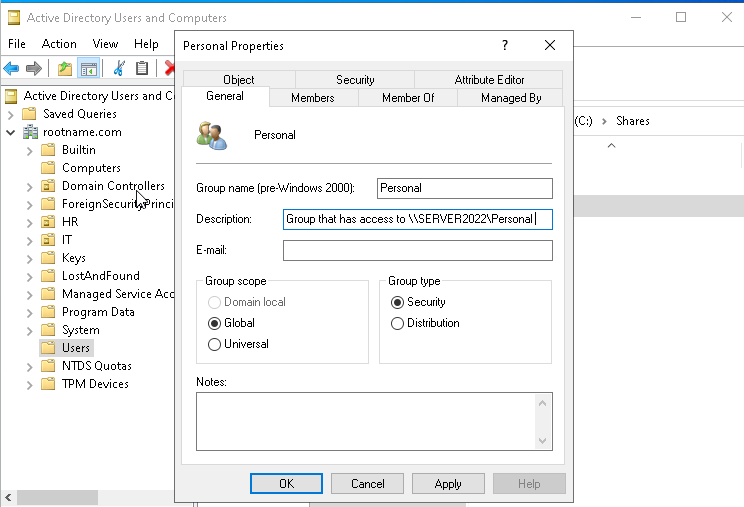 Active Directory Users and Computers
File Action View Help
Active Directory Users and C
Saved Queries
rootname.com
Builtin
Computers
Domain Controllers
ForeignSecurityPrinci
HR
IT
Keys
LostAndFound
Managed Service Acc
Program Data
System
Users
NTDS Quotas
TPM Devices
Personal Properties
?
Object Security Attribute Editor
General Members Member Of Managed By
Personal
Group name (pre-Windows 2000): Personal
Description: Group that has access to \\SERVER2022\Personal
E-mail:
Group scope
Domain local
Global
Universal
Group type
Security
Distribution
Notes:
OK Cancel Apply Help
(C:) > Shares